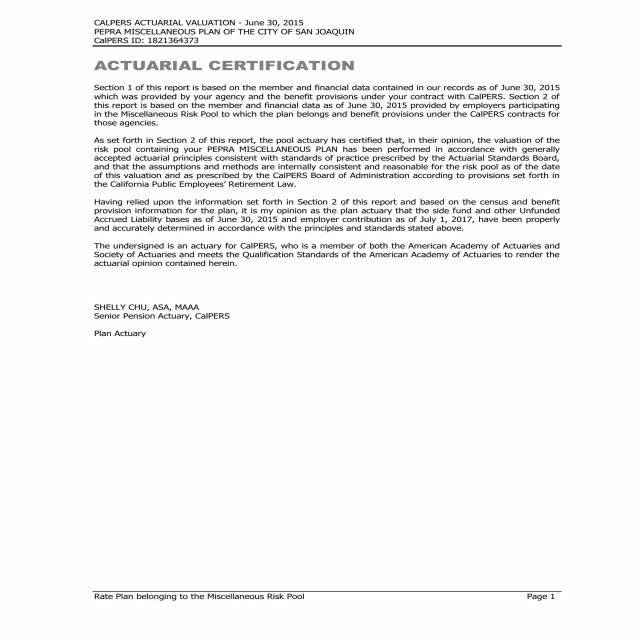 CALPERS ACTUARIAL VALUATION - June 30, 2015
PEPRA MISCELLANEOUS PLAN OF THE CITY OF SAN JOAQUIN
CalPERS ID: 1821364373
ACTUARIAL CERTIFICATION
Section 1 of this report is based on the member and financial data contained in our records as of June 30, 2015
which was provided by your agency and the benefit provisions under your contract with CalPERS. Section 2 of
this report is based on the member and financial data as of June 30, 2015 provided by employers participating
in the Miscellaneous Risk Pool to which the plan belongs and benefit provisions under the CalPERS contracts for
those agencies.
As set forth in Section 2 of this report, the pool actuary has certified that, in their opinion, the valuation of the
risk pool containing your PEPRA MISCELLANEOUS PLAN has been performed in accordance with generally
accepted actuarial principles consistent with standards of practice prescribed by the Actuarial Standards Board,
and that the assumptions and methods are internally consistent and reasonable for the risk pool as of the date
of this valuation and as prescribed by the CalPERS Board of Administration according to provisions set forth in
the California Public Employees' Retirement Law.
Having relied upon the information set forth in Section 2 of this report and based on the census and benefit
provision information for the plan, it is my opinion as the plan actuary that the side fund and other Unfunded
Accrued Liability bases as of June 30, 2015 and employer contribution as of July 1, 2017, have been properly
and accurately determined in accordance with the principles and standards stated above.
The undersigned is an actuary for CalPERS, who is a member of both the American Academy of Actuaries and
Society of Actuaries and meets the Qualification Standards of the American Academy of Actuaries to render the
actuarial opinion contained herein.
SHELLY CHU, ASA, MAAA
Senior Pension Actuary, CalPERS
Plan Actuary
Rate Plan belonging to the Miscellaneous Risk Pool Page 1